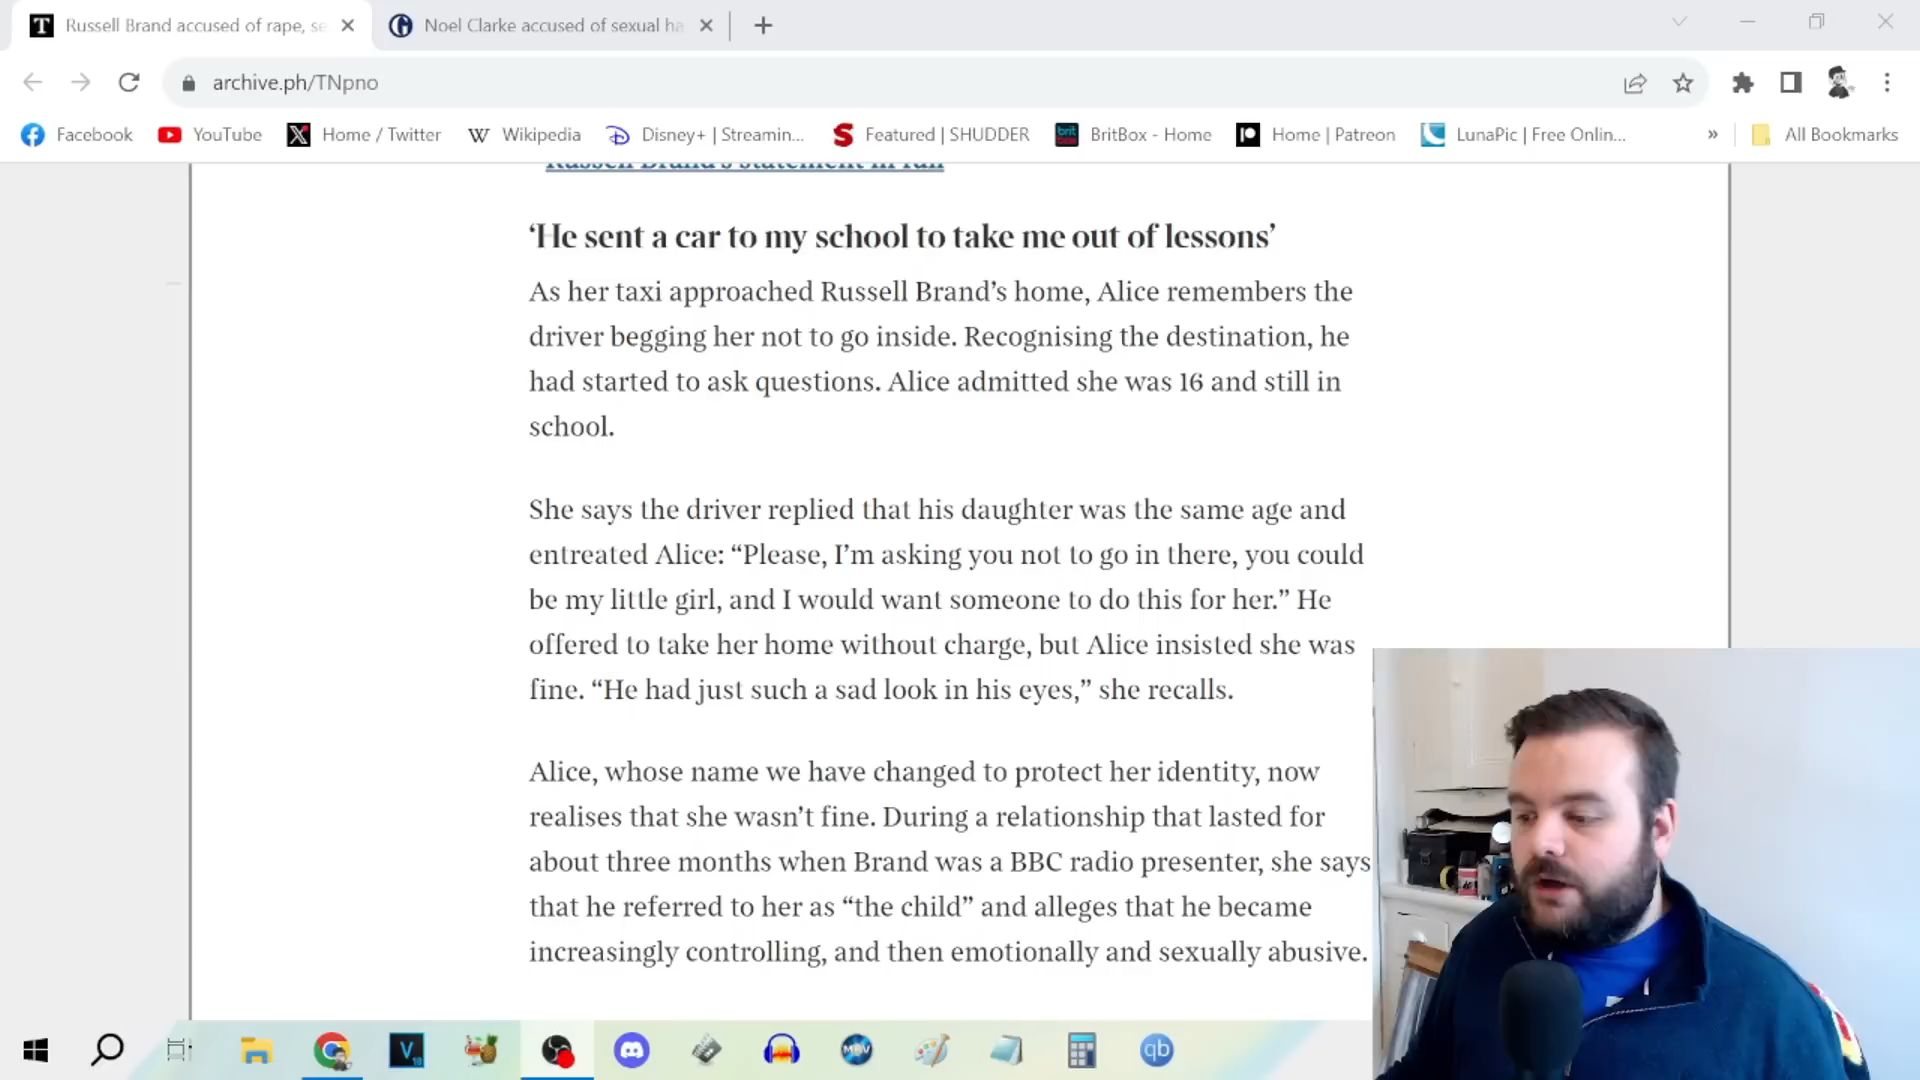 Russell Brand accused of rape, se
Noel Clarke accused of sexual ha
archive.ph/TNpno
Facebook
YouTube
Home / Twitter
Wikipedia
Disney+ | Streamin...
Featured | SHUDDER
brit
BritBox - Home
Home | Patreon
LunaPic | Free Onlin...
»
All Bookmarks
Russell Brand's statement in full
‘He sent a car to my school to take me out of lessons’
As her taxi approached Russell Brand’s home, Alice remembers the
driver begging her not to go inside. Recognising the destination, he
had started to ask questions. Alice admitted she was 16 and still in
school.
She says the driver replied that his daughter was the same age and
entreated Alice: “Please, I’m asking you not to go in there, you could
be my little girl, and I would want someone to do this for her.” He
offered to take her home without charge, but Alice insisted she was
fine. “He had just such a sad look in his eyes,” she recalls.
Alice, whose name we have changed to protect her identity, now
realises that she wasn’t fine. During a relationship that lasted for
about three months when Brand was a BBC radio presenter, she says
that he referred to her as “the child” and alleges that he became
increasingly controlling, and then emotionally and sexually abusive.
V
qb